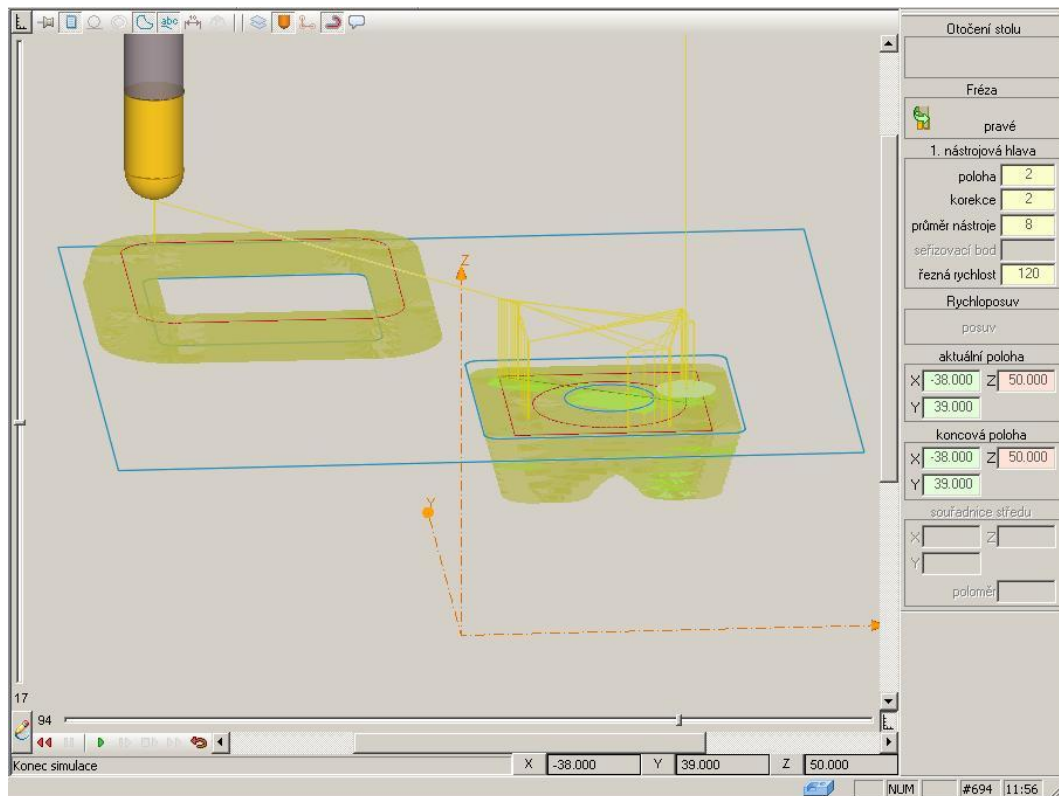 abc
10
Z
Y
17
94
Konec simulace
X -38.000 Y 39.000 Z 50.000
NUM #694 11:56
Otočení stolu
Fréza
pravé
1. nástrojová hlava
poloha 2
korekce 2
průměr nástroje 8
seřizovací bod
řezná rychlost 120
Rychloposuv
posuv
aktuální poloha
X -38.000 Z 50.000
Y 39.000
koncová poloha
X -38.000 Z 50.000
Y 39.000
souřadnice středu
X Z
Y
poloměr